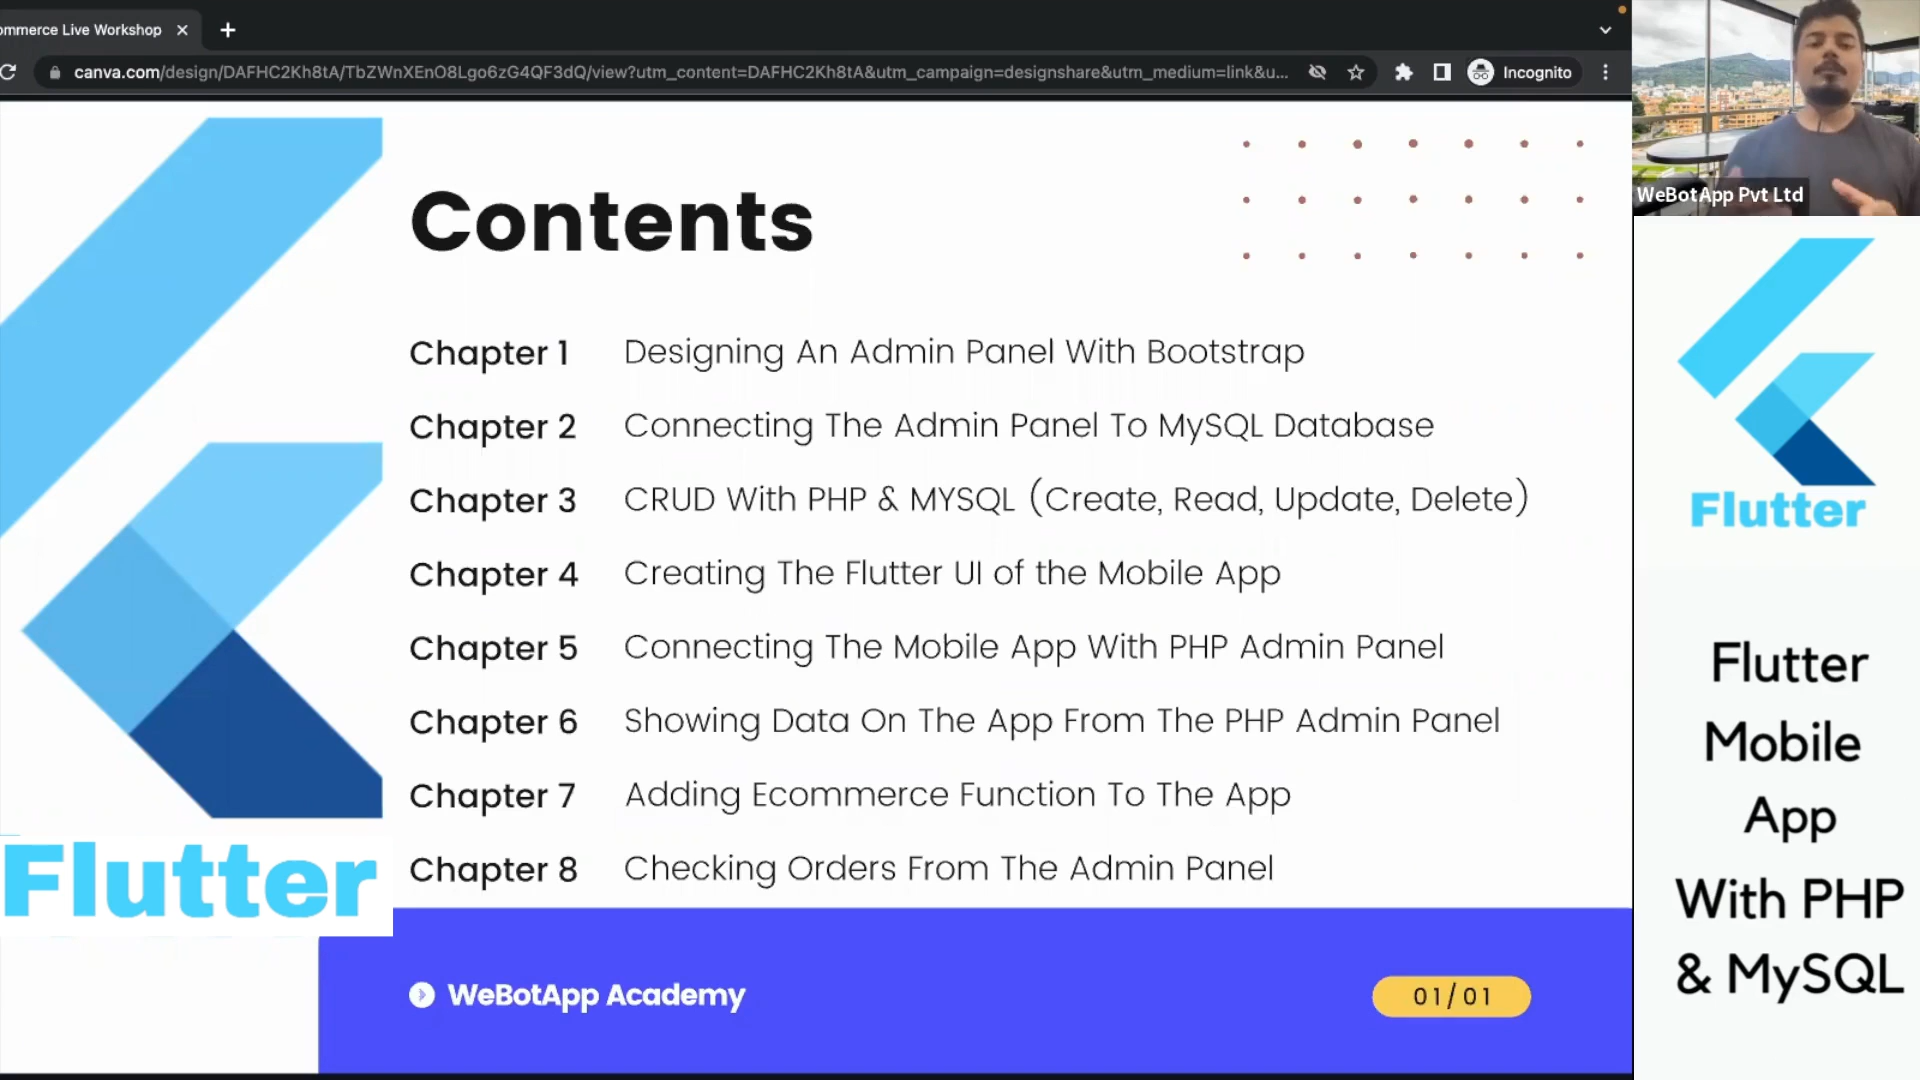 ommerce Live Workshop
canva.com/design/DAFHC2Kh8tA/TbZWnXEnO8Lgo6zG4QF3dQ/view?utm_content=DAFHC2Kh8tA&utm_campaign=designshare&utm_medium=link&u...
Incognito
WeBotApp Pvt Ltd
Contents
Chapter 1 Designing An Admin Panel With Bootstrap
Chapter 2 Connecting The Admin Panel To MySQL Database
Chapter 3 CRUD With PHP & MYSQL (Create, Read, Update, Delete)
Chapter 4 Creating The Flutter UI of the Mobile App
Chapter 5 Connecting The Mobile App With PHP Admin Panel
Chapter 6 Showing Data On The App From The PHP Admin Panel
Chapter 7 Adding Ecommerce Function To The App
Chapter 8 Checking Orders From The Admin Panel
Flutter
WeBotApp Academy
01/01
Flutter
Flutter
Mobile
App
With PHP
& MySQL